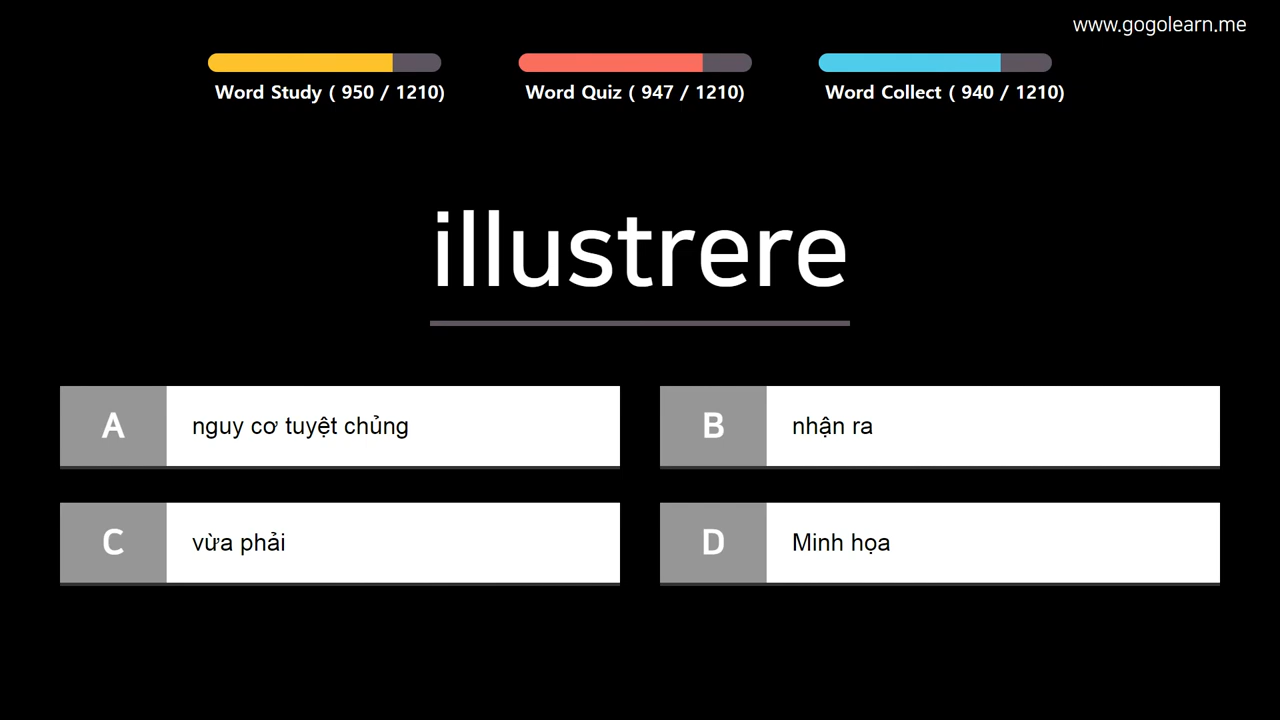 www.gogolearn.me
Word Study ( 950 / 1210)
Word Quiz ( 947 / 1210)
Word Collect ( 940 / 1210)
illustrere
A
nguy cơ tuyệt chủng
B
nhận ra
C
vừa phải
D
Minh họa